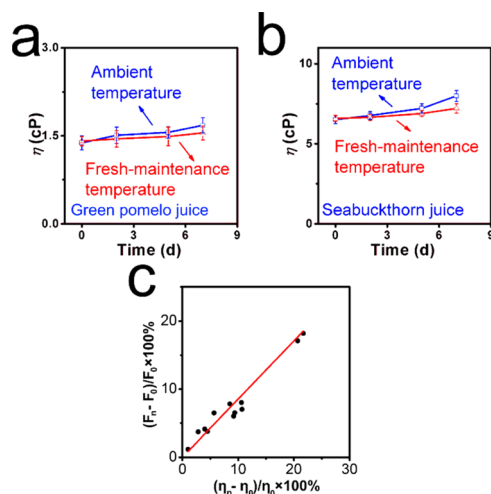 a
3.0
1.5
0.0
η (cP)
Ambient
temperature
Fresh-maintenance
temperature
Green pomelo juice
0 3 6 9
Time (d)
b
10
5
0
η (cP)
Ambient
temperature
Fresh-maintenance
temperature
Seabuckthorn juice
0 3 6 9
Time (d)
c
20
10
0
(Fₙ- F₀)/F₀×100%
0 10 20 30
(ηₙ- η₀)/η₀×100%